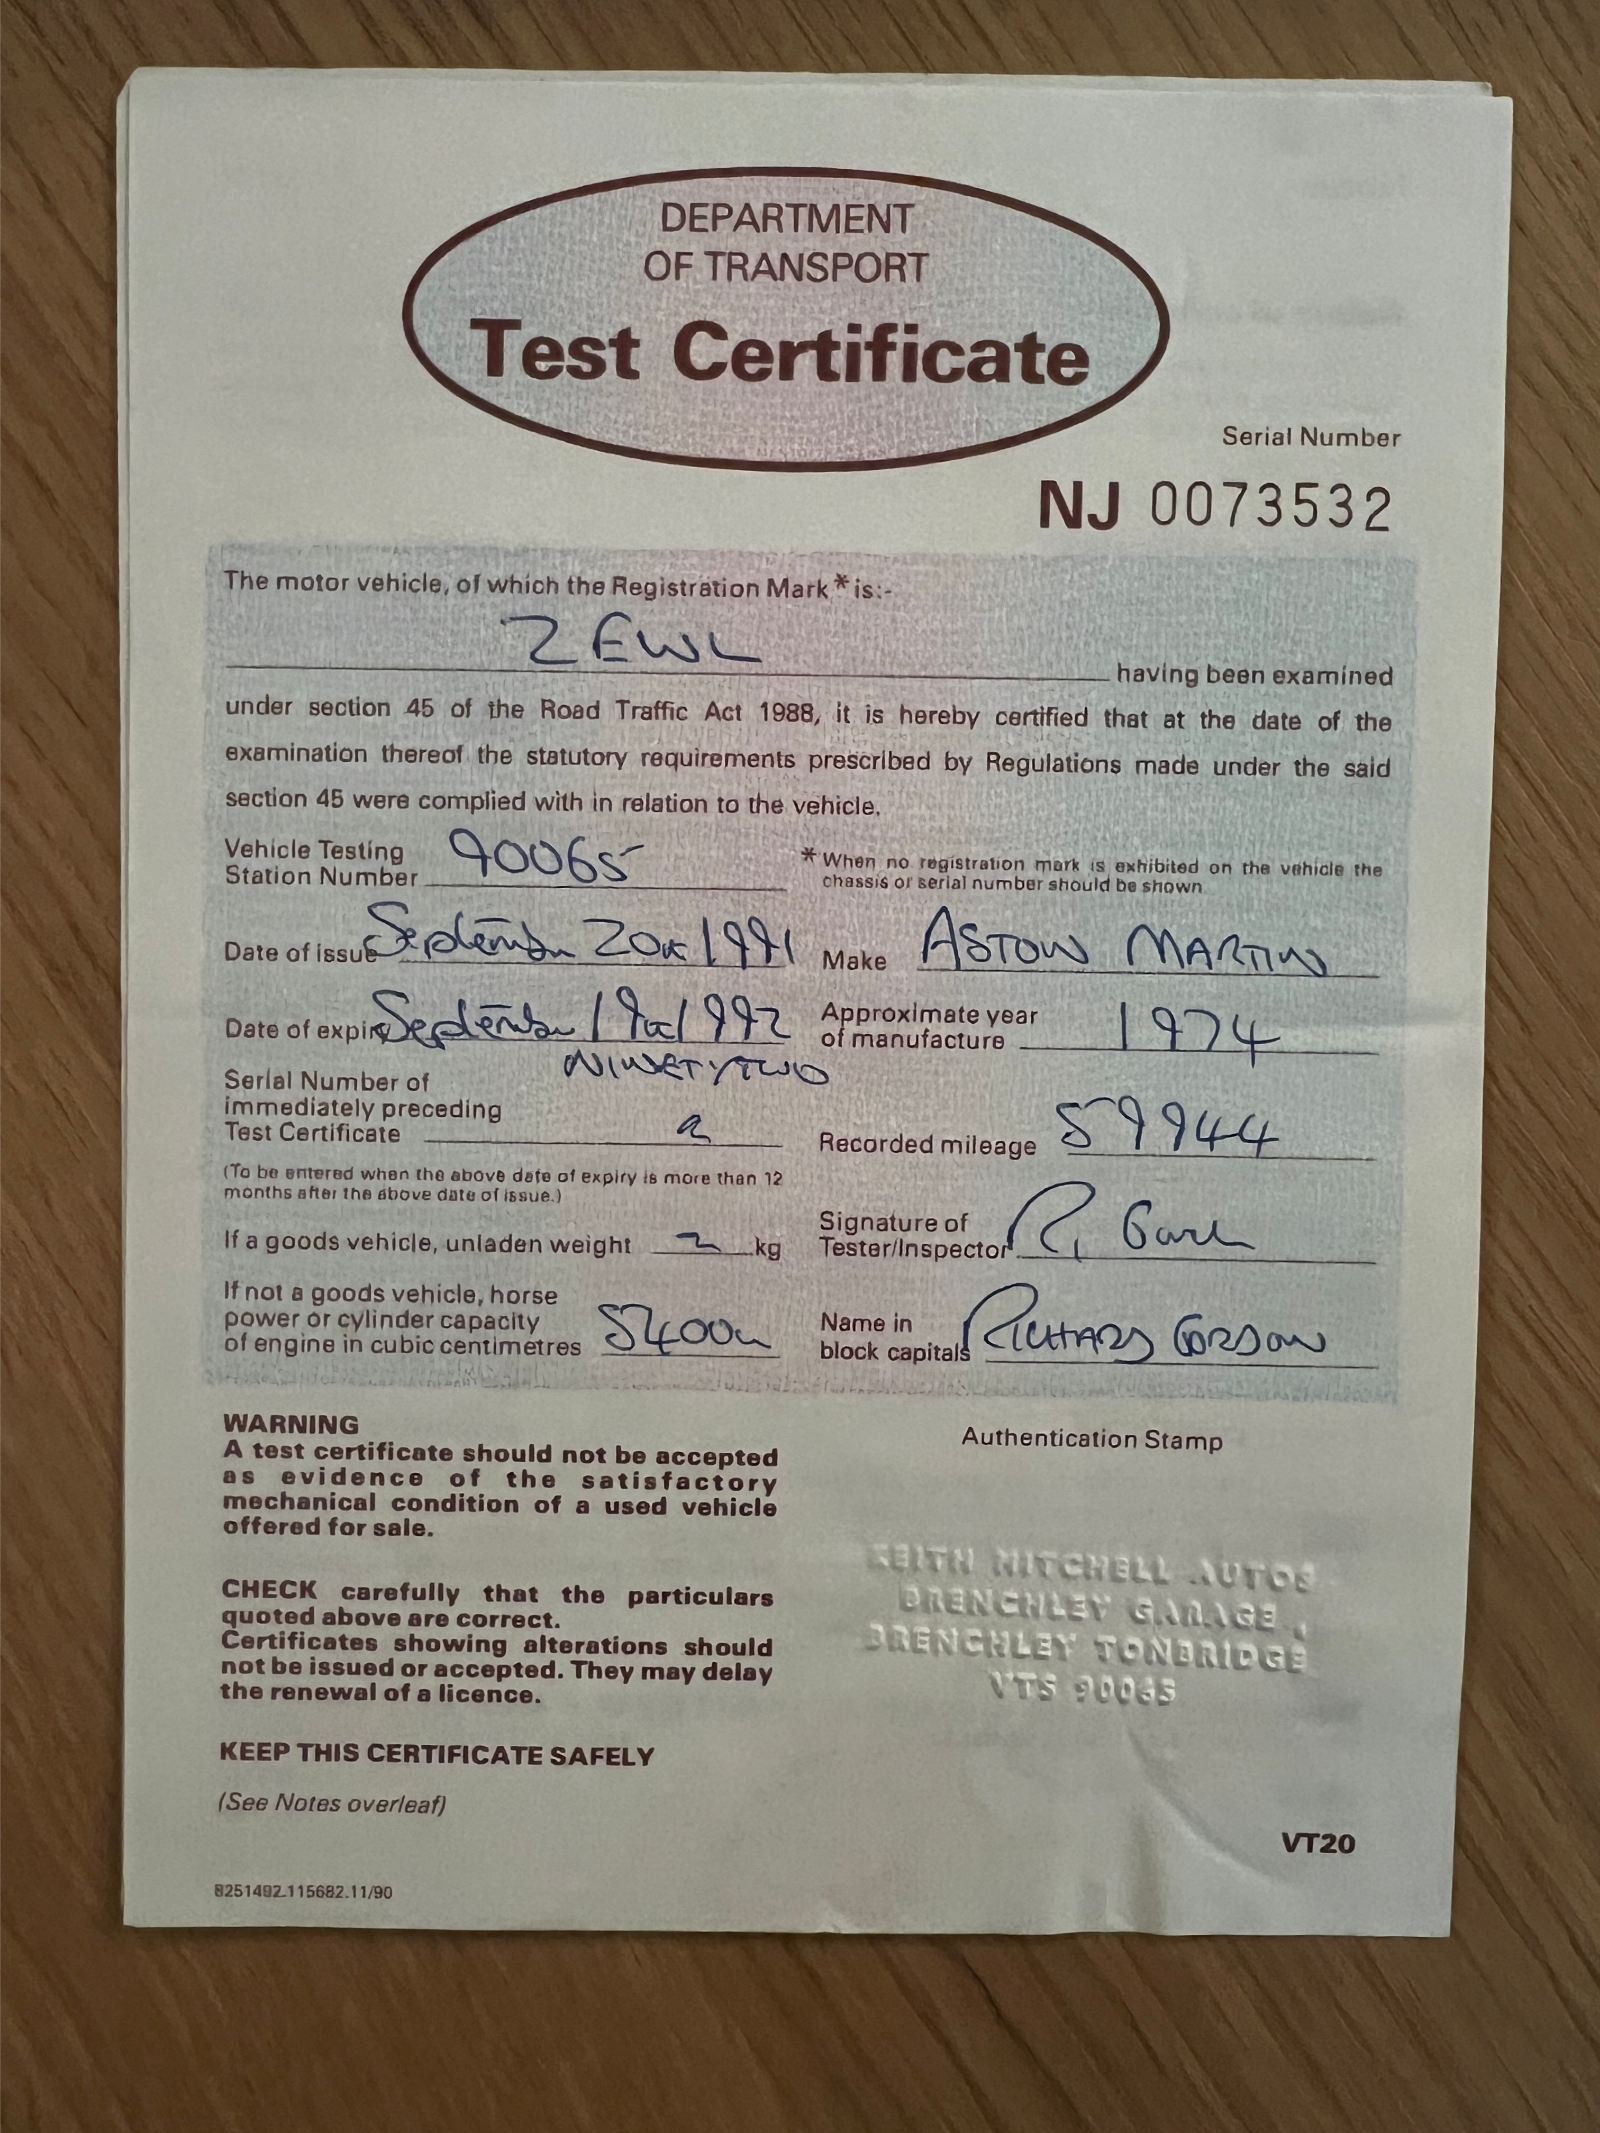 DEPARTMENT
OF TRANSPORT
Test Certificate
Serial Number
NJ 0073532
The motor vehicle, of which the Registration Mark * is:-
2 EWL
having been examined
under section 45 of the Road Traffic Act 1988, it is hereby certified that at the date of the
examination thereof the statutory requirements prescribed by Regulations made under the said
section 45 were complied with in relation to the vehicle.
Vehicle Testing
Station Number 90065
* When no registration mark is exhibited on the vehicle the
chassis or serial number should be shown
Date of issue September 20th 1991
Make ASTON MARTIN
Date of expiry September 19th 1992
NINETY TWO
Approximate year
of manufacture 1974
Serial Number of
immediately preceding
Test Certificate
Recorded mileage 59944
(To be entered when the above date of expiry is more than 12
months after the above date of issue.)
Signature of
Tester/Inspector R.
If a goods vehicle, unladen weight kg
If not a goods vehicle, horse
power or cylinder capacity
of engine in cubic centimetres 5400cc
Name in
block capitals RICHARD GORDON
WARNING
A test certificate should not be accepted
as evidence of the satisfactory
mechanical condition of a used vehicle
offered for sale.
CHECK carefully that the particulars
quoted above are correct.
Certificates showing alterations should
not be issued or accepted. They may delay
the renewal of a licence.
KEEP THIS CERTIFICATE SAFELY
(See Notes overleaf)
8251492.115682.11/90
Authentication Stamp
KEITH MITCHELL AUTOS
BRENCHLEY GARAGE,
BRENCHLEY TONBRIDGE
VTS 90065
VT20